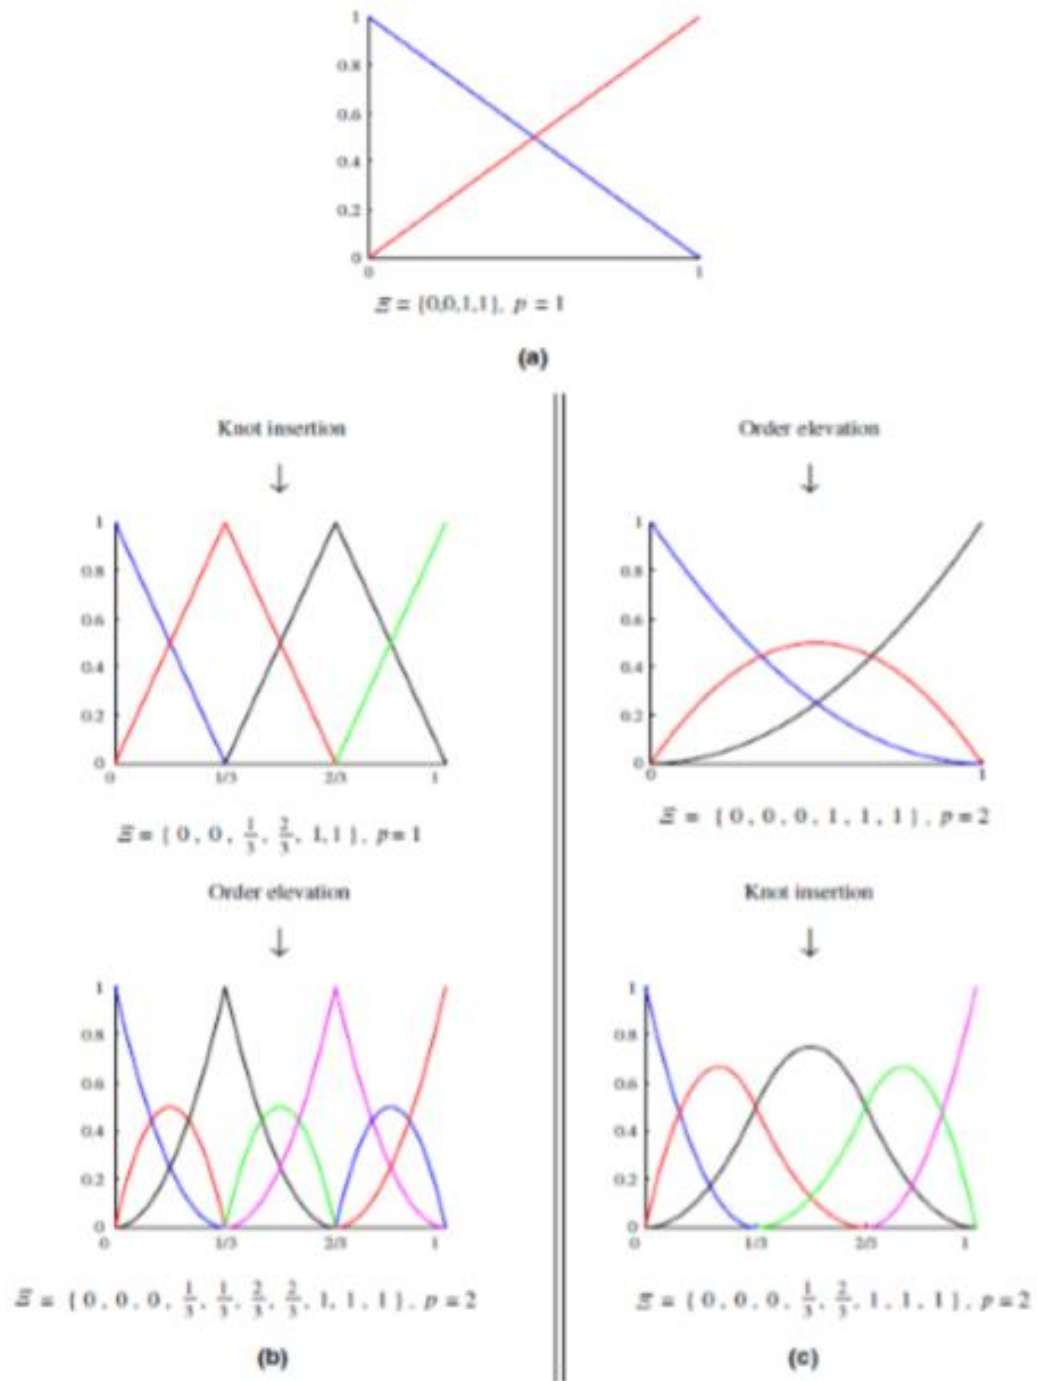 1
0.8
0.6
0.4
0.2
0
0 1
Ξ = {0,0,1,1}, p = 1
(a)
Knot insertion
↓
1
0.8
0.6
0.4
0.2
0
0 1/3 2/3 1
Ξ = { 0 , 0 , 1/3 , 2/3 , 1,1 }, p = 1
Order elevation
↓
1
0.8
0.6
0.4
0.2
0
0 1/3 2/3 1
Ξ = { 0 , 0 , 0 , 1/3 , 1/3 , 2/3 , 2/3 , 1 , 1 , 1 } , p = 2
(b)
Order elevation
↓
1
0.8
0.6
0.4
0.2
0
0 1
Ξ = { 0 , 0 , 0 , 1 , 1 , 1 } , p = 2
Knot insertion
↓
1
0.8
0.6
0.4
0.2
0
0 1/3 2/3 1
Ξ = { 0 , 0 , 0 , 1/3 , 2/3 , 1 , 1 , 1 } , p = 2
(c)